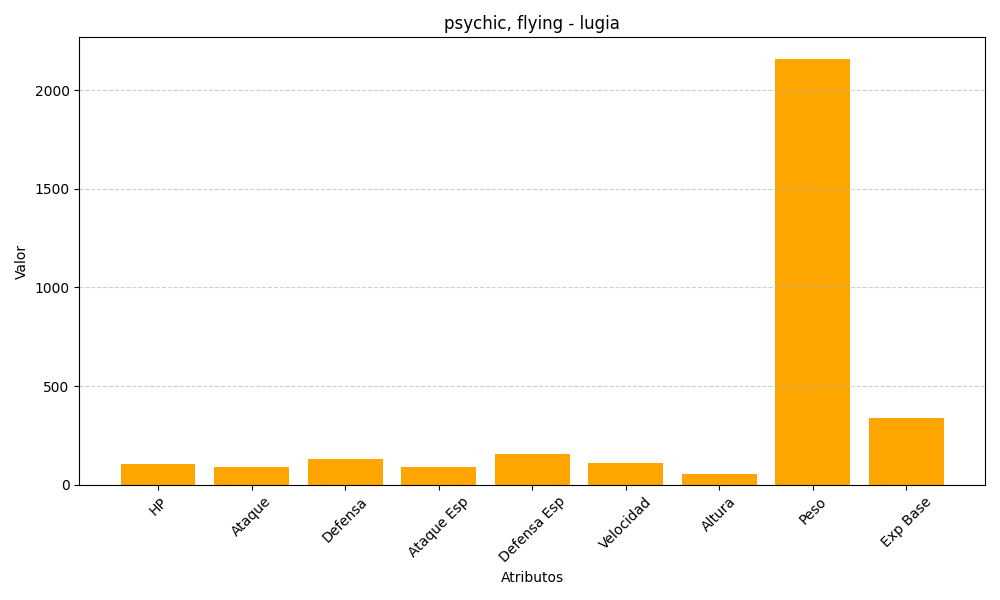 psychic, flying - lugia
Valor
2000
1500
1000
500
0
HP
Ataque
Defensa
Ataque Esp
Defensa Esp
Velocidad
Altura
Peso
Exp Base
Atributos